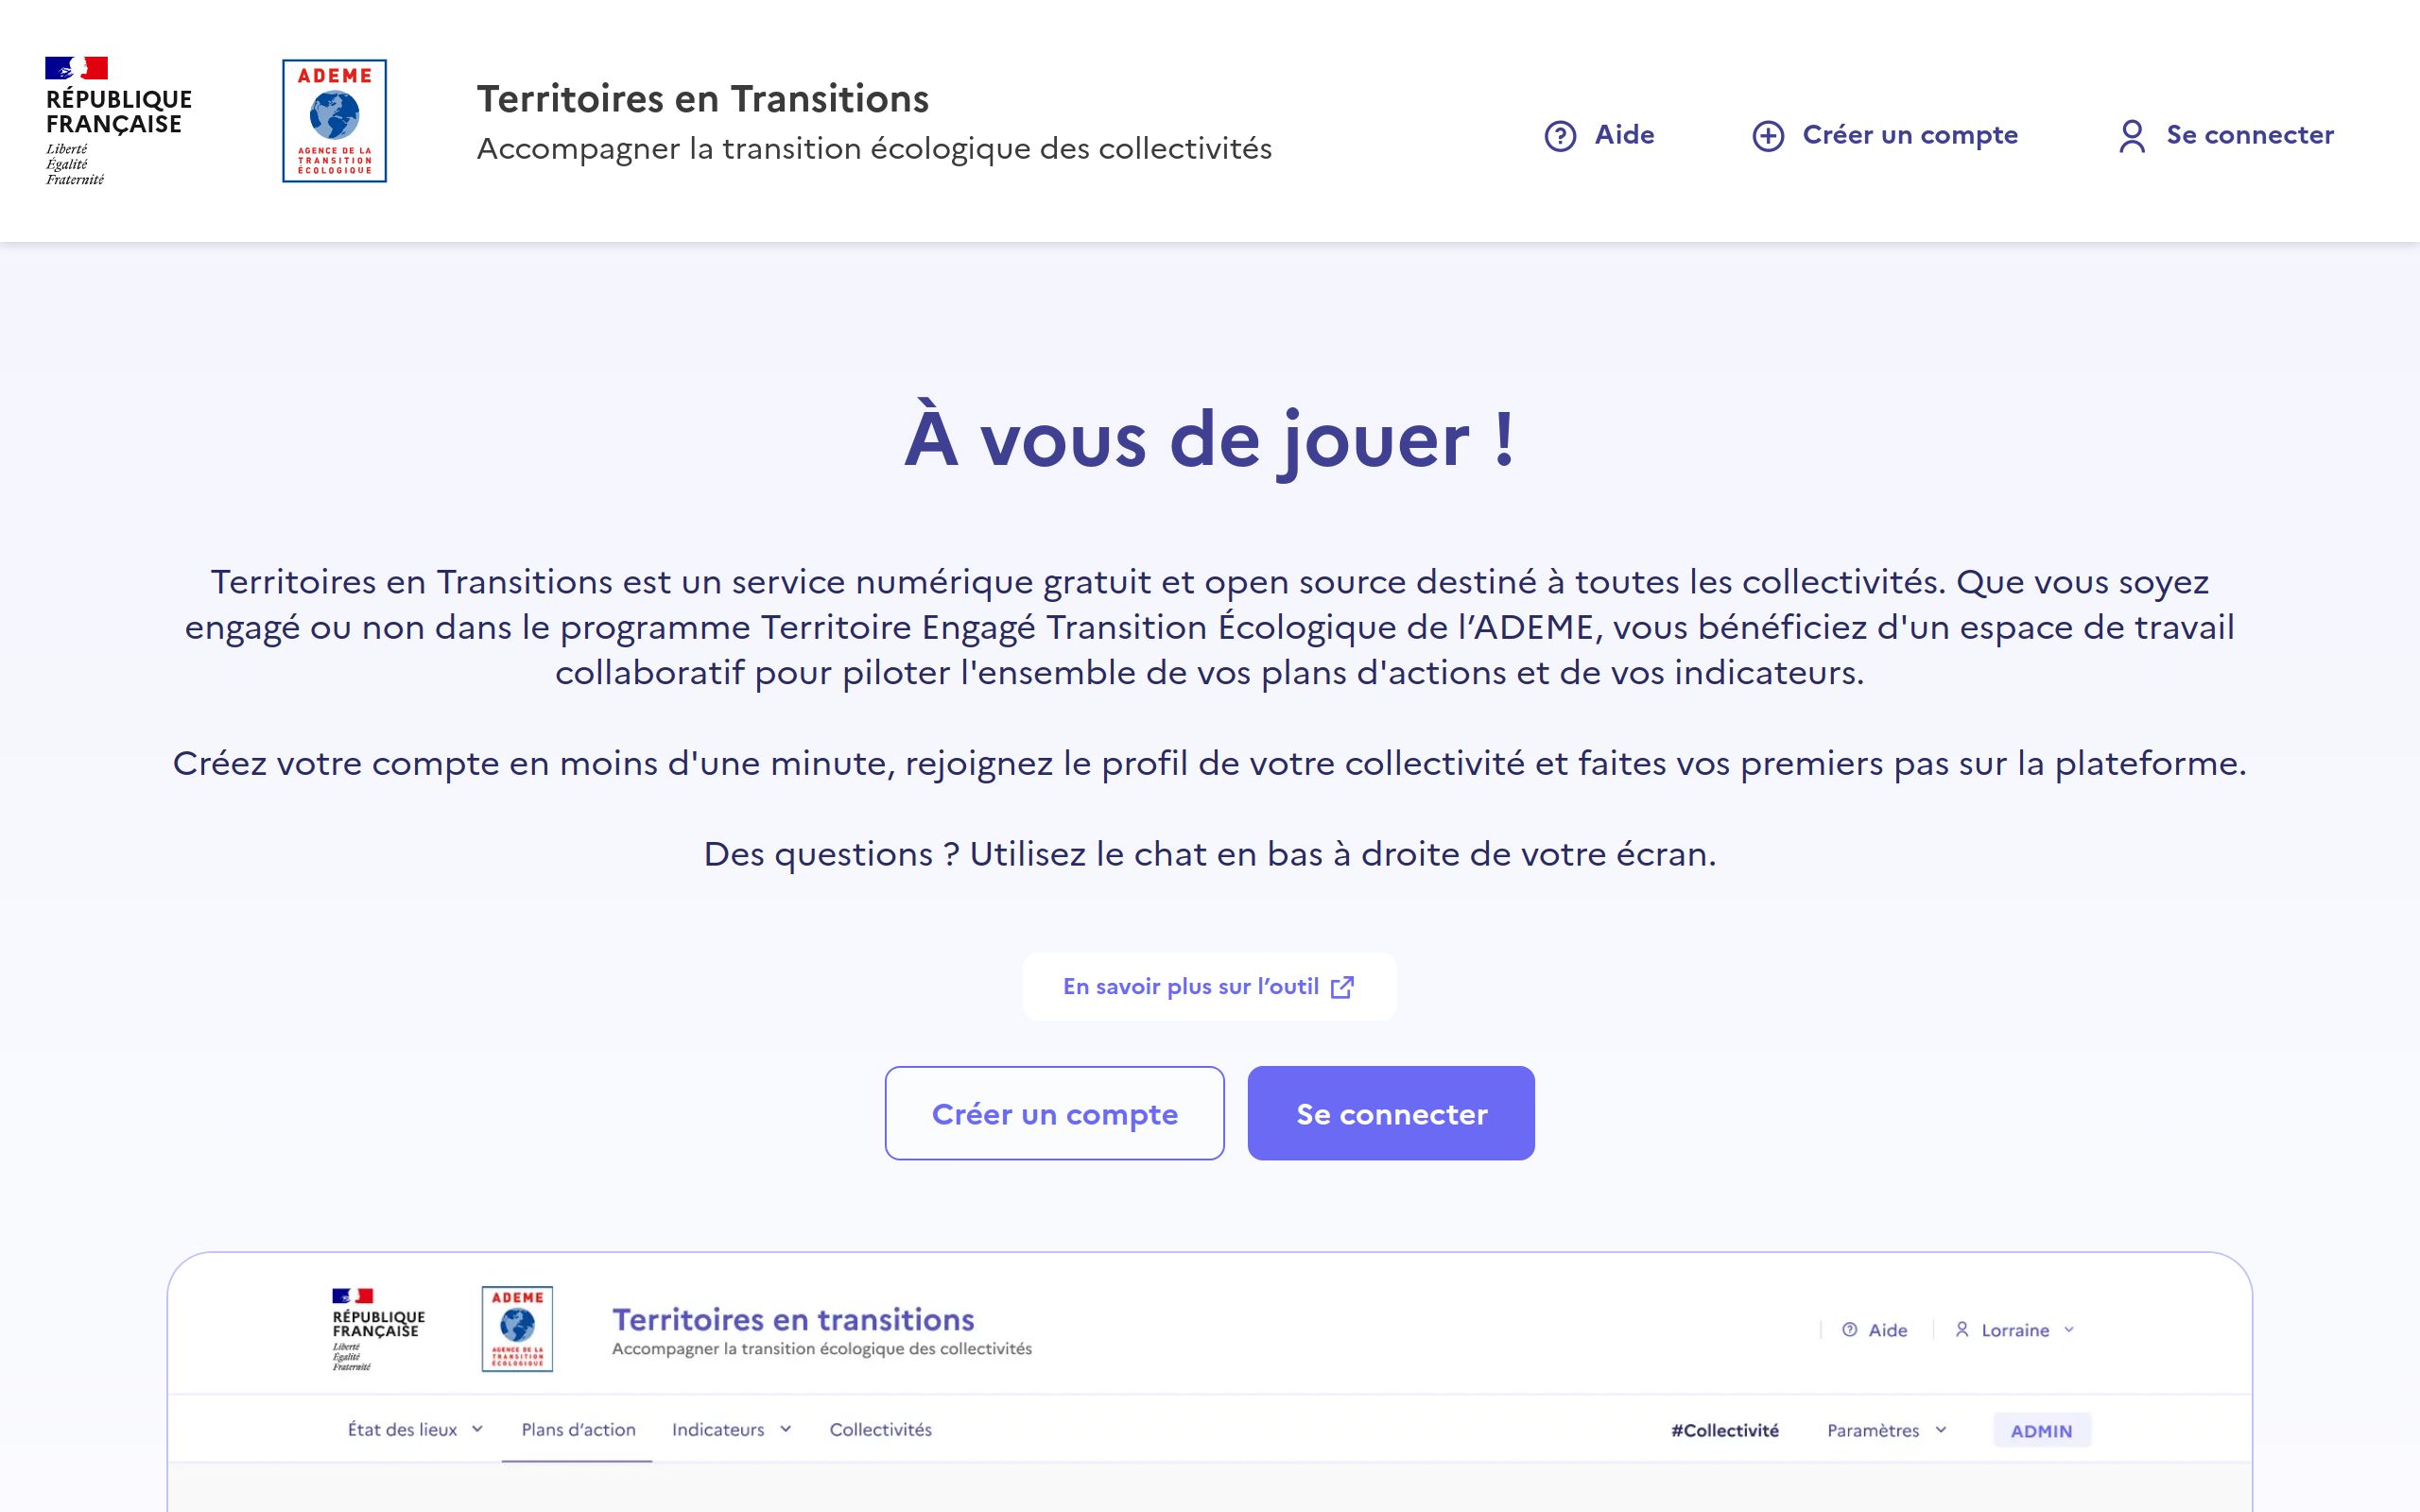 RÉPUBLIQUE
FRANÇAISE
Liberté
Égalité
Fraternité
ADEME
AGENCE DE LA
TRANSITION
ÉCOLOGIQUE
Territoires en Transitions
Accompagner la transition écologique des collectivités
Aide
Créer un compte
Se connecter
À vous de jouer !
Territoires en Transitions est un service numérique gratuit et open source destiné à toutes les collectivités. Que vous soyez
engagé ou non dans le programme Territoire Engagé Transition Écologique de l’ADEME, vous bénéficiez d'un espace de travail
collaboratif pour piloter l'ensemble de vos plans d'actions et de vos indicateurs.
Créez votre compte en moins d'une minute, rejoignez le profil de votre collectivité et faites vos premiers pas sur la plateforme.
Des questions ? Utilisez le chat en bas à droite de votre écran.
En savoir plus sur l’outil
Créer un compte
Se connecter
RÉPUBLIQUE
FRANÇAISE
Liberté
Égalité
Fraternité
ADEME
AGENCE DE LA
TRANSITION
ÉCOLOGIQUE
Territoires en transitions
Accompagner la transition écologique des collectivités
Aide
Lorraine
État des lieux
Plans d’action
Indicateurs
Collectivités
#Collectivité
Paramètres
ADMIN